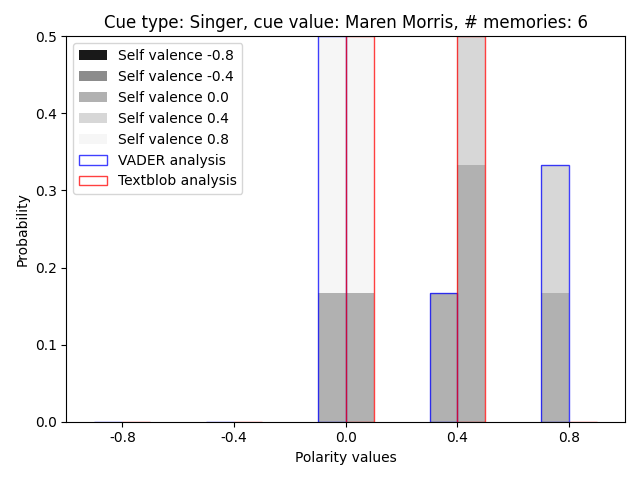 Cue type: Singer, cue value: Maren Morris, # memories: 6
0.5
0.4
0.3
0.2
0.1
0.0
Probability
Self valence -0.8
Self valence -0.4
Self valence 0.0
Self valence 0.4
Self valence 0.8
VADER analysis
Textblob analysis
-0.8
-0.4
0.0
0.4
0.8
Polarity values